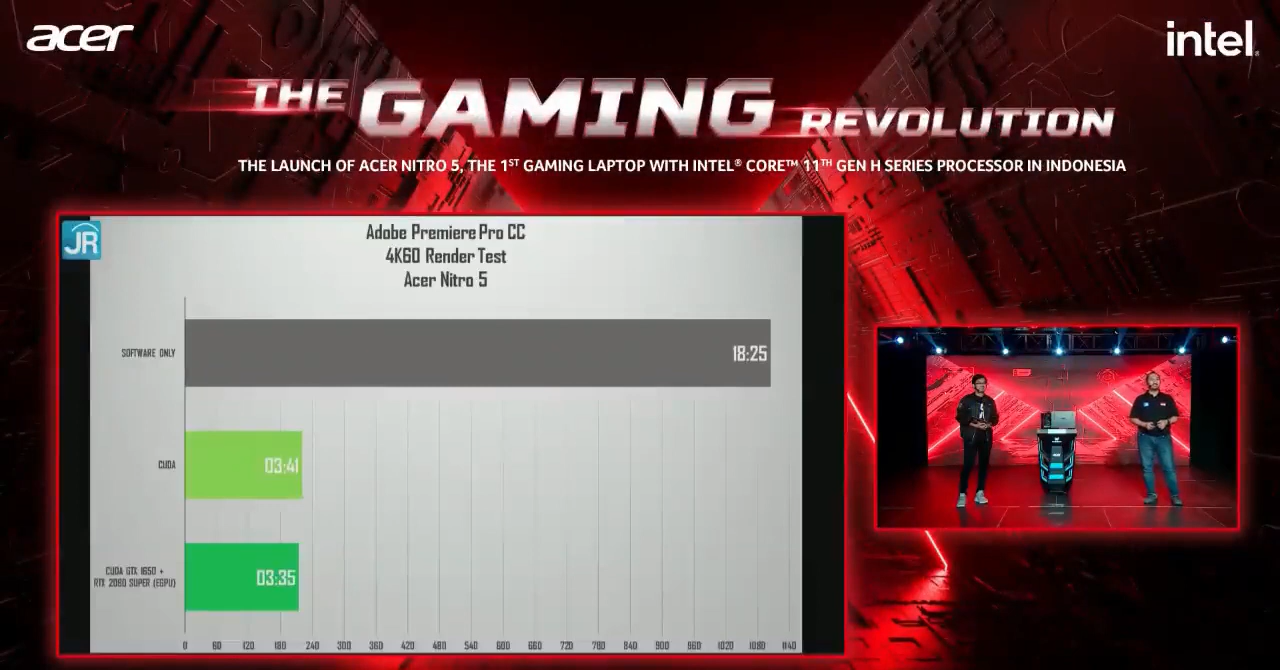 acer
intel
THE GAMING REVOLUTION
THE LAUNCH OF ACER NITRO 5, THE 1ST GAMING LAPTOP WITH INTEL® CORE™ 11TH GEN H SERIES PROCESSOR IN INDONESIA
JR
Adobe Premiere Pro CC
4K60 Render Test
Acer Nitro 5
SOFTWARE ONLY
18:25
CUDA
03:41
CUDA GTX 1650 +
RTX 2080 SUPER (EGPU)
03:35
0 60 120 180 240 300 360 420 480 540 600 660 720 780 840 900 960 1020 1080 1140